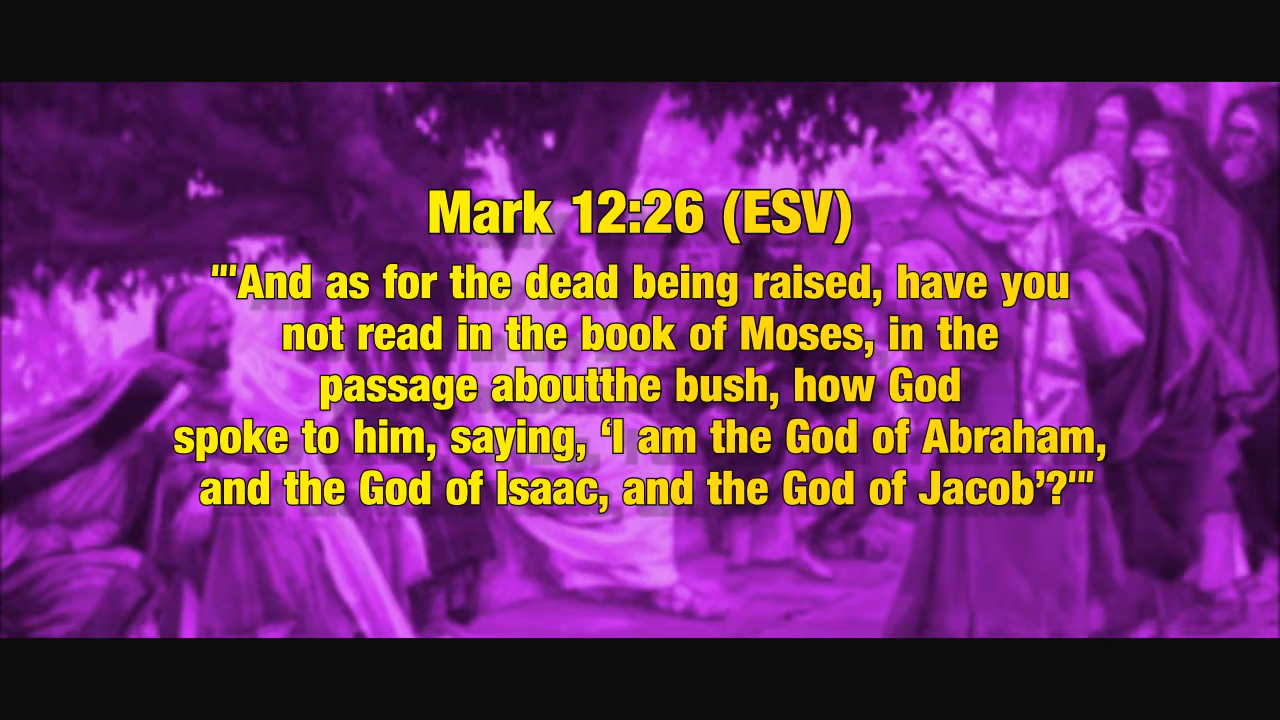 Mark 12:26 (ESV)
"'And as for the dead being raised, have you
not read in the book of Moses, in the
passage aboutthe bush, how God
spoke to him, saying, ‘I am the God of Abraham,
and the God of Isaac, and the God of Jacob’?'"